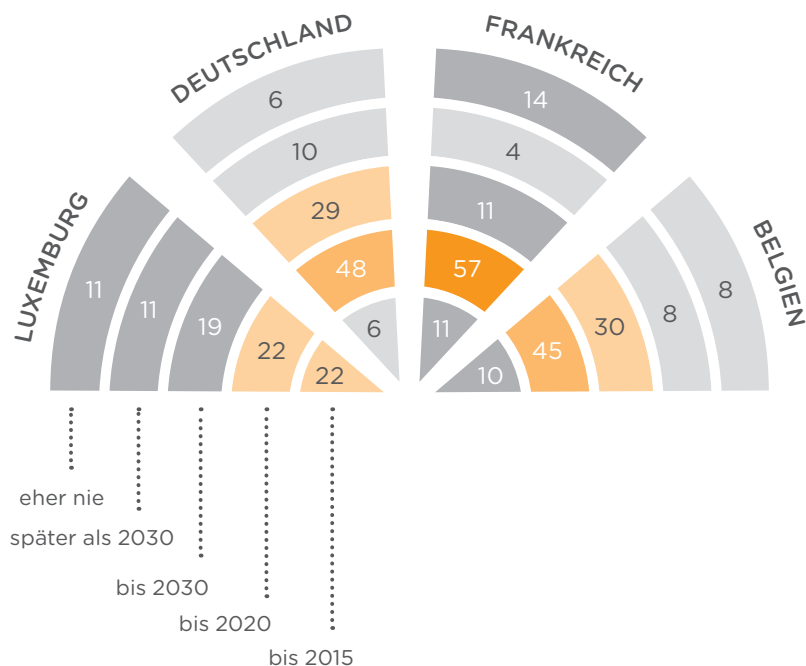 DEUTSCHLAND
6
10
29
48
6
FRANKREICH
14
4
11
57
11
LUXEMBURG
11
11
19
22
22
BELGIEN
8
8
30
45
10
eher nie
später als 2030
bis 2030
bis 2020
bis 2015